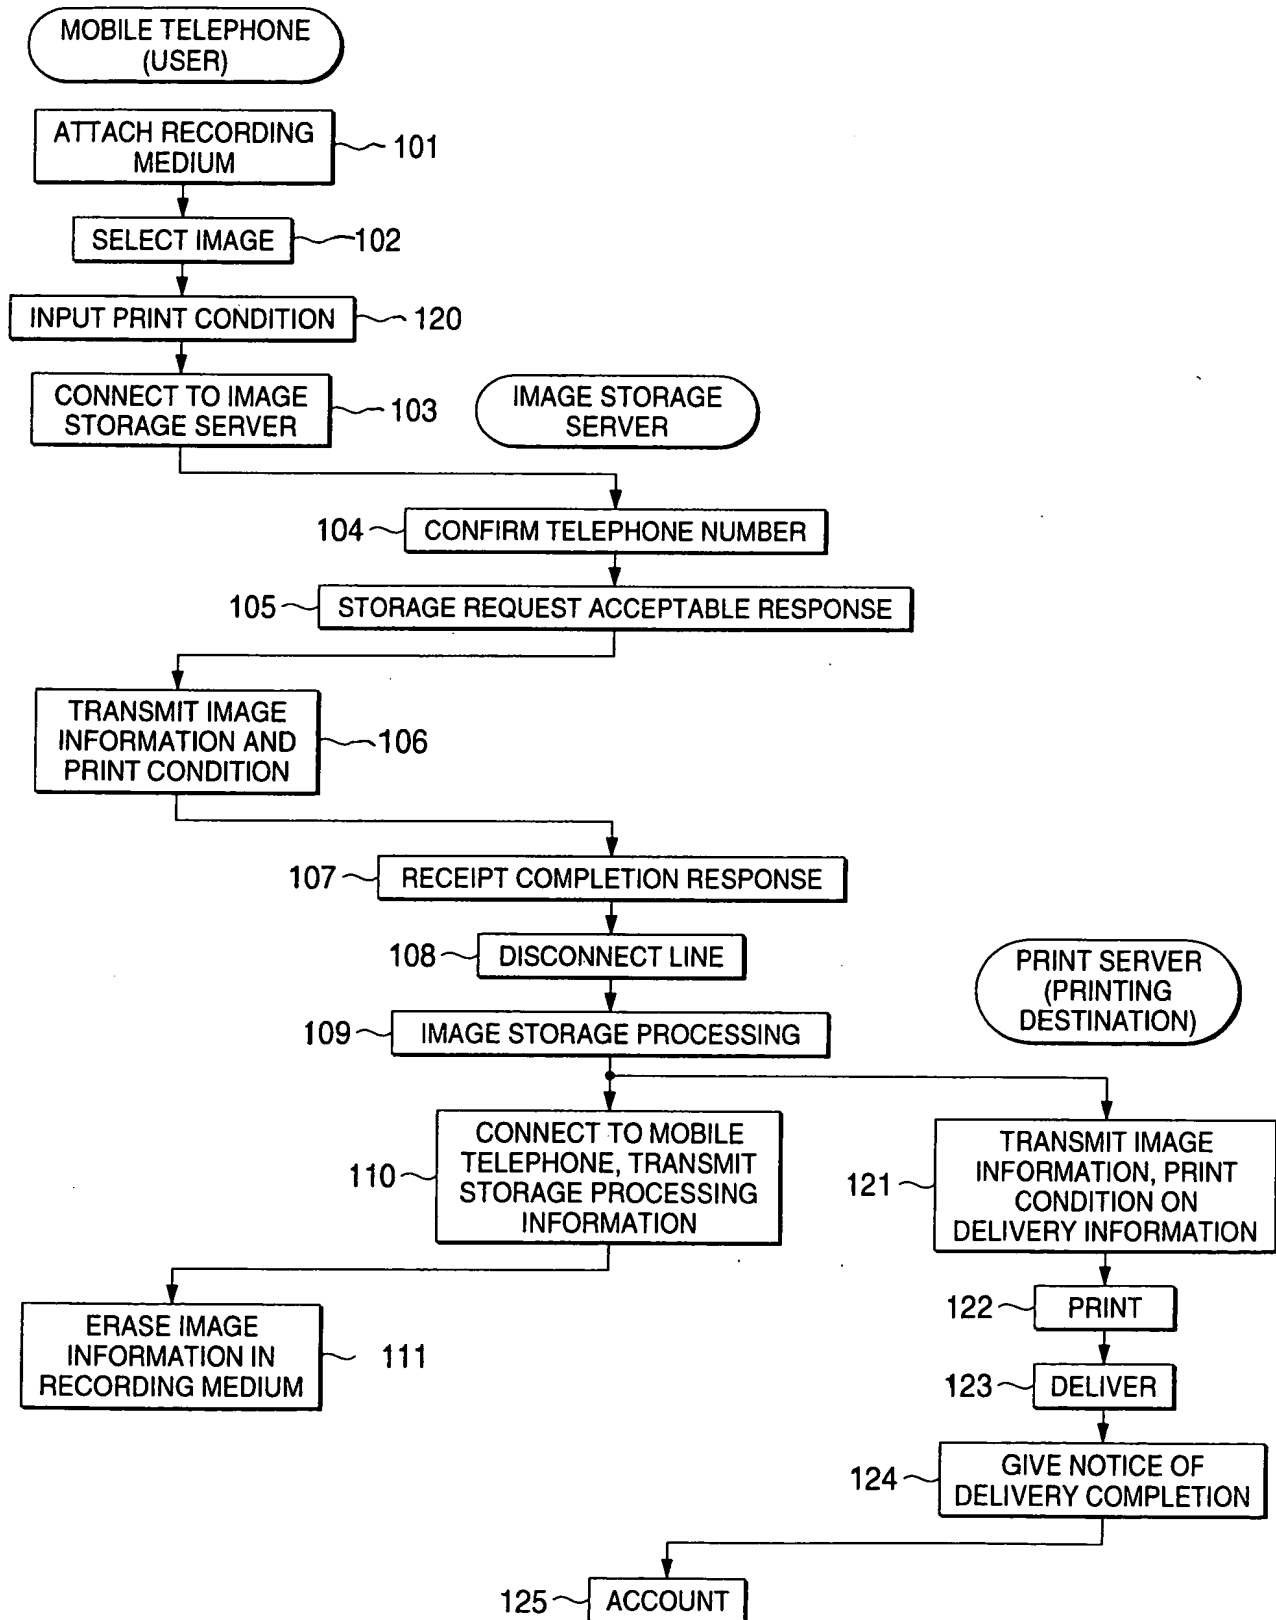 MOBILE TELEPHONE
(USER)
ATTACH RECORDING
MEDIUM
101
SELECT IMAGE
102
INPUT PRINT CONDITION
120
CONNECT TO IMAGE
STORAGE SERVER
103
IMAGE STORAGE
SERVER
104
CONFIRM TELEPHONE NUMBER
105
STORAGE REQUEST ACCEPTABLE RESPONSE
TRANSMIT IMAGE
INFORMATION AND
PRINT CONDITION
106
107
RECEIPT COMPLETION RESPONSE
108
DISCONNECT LINE
109
IMAGE STORAGE PROCESSING
PRINT SERVER
(PRINTING
DESTINATION)
110
CONNECT TO MOBILE
TELEPHONE, TRANSMIT
STORAGE PROCESSING
INFORMATION
121
TRANSMIT IMAGE
INFORMATION, PRINT
CONDITION ON
DELIVERY INFORMATION
ERASE IMAGE
INFORMATION IN
RECORDING MEDIUM
111
122
PRINT
123
DELIVER
124
GIVE NOTICE OF
DELIVERY COMPLETION
125
ACCOUNT